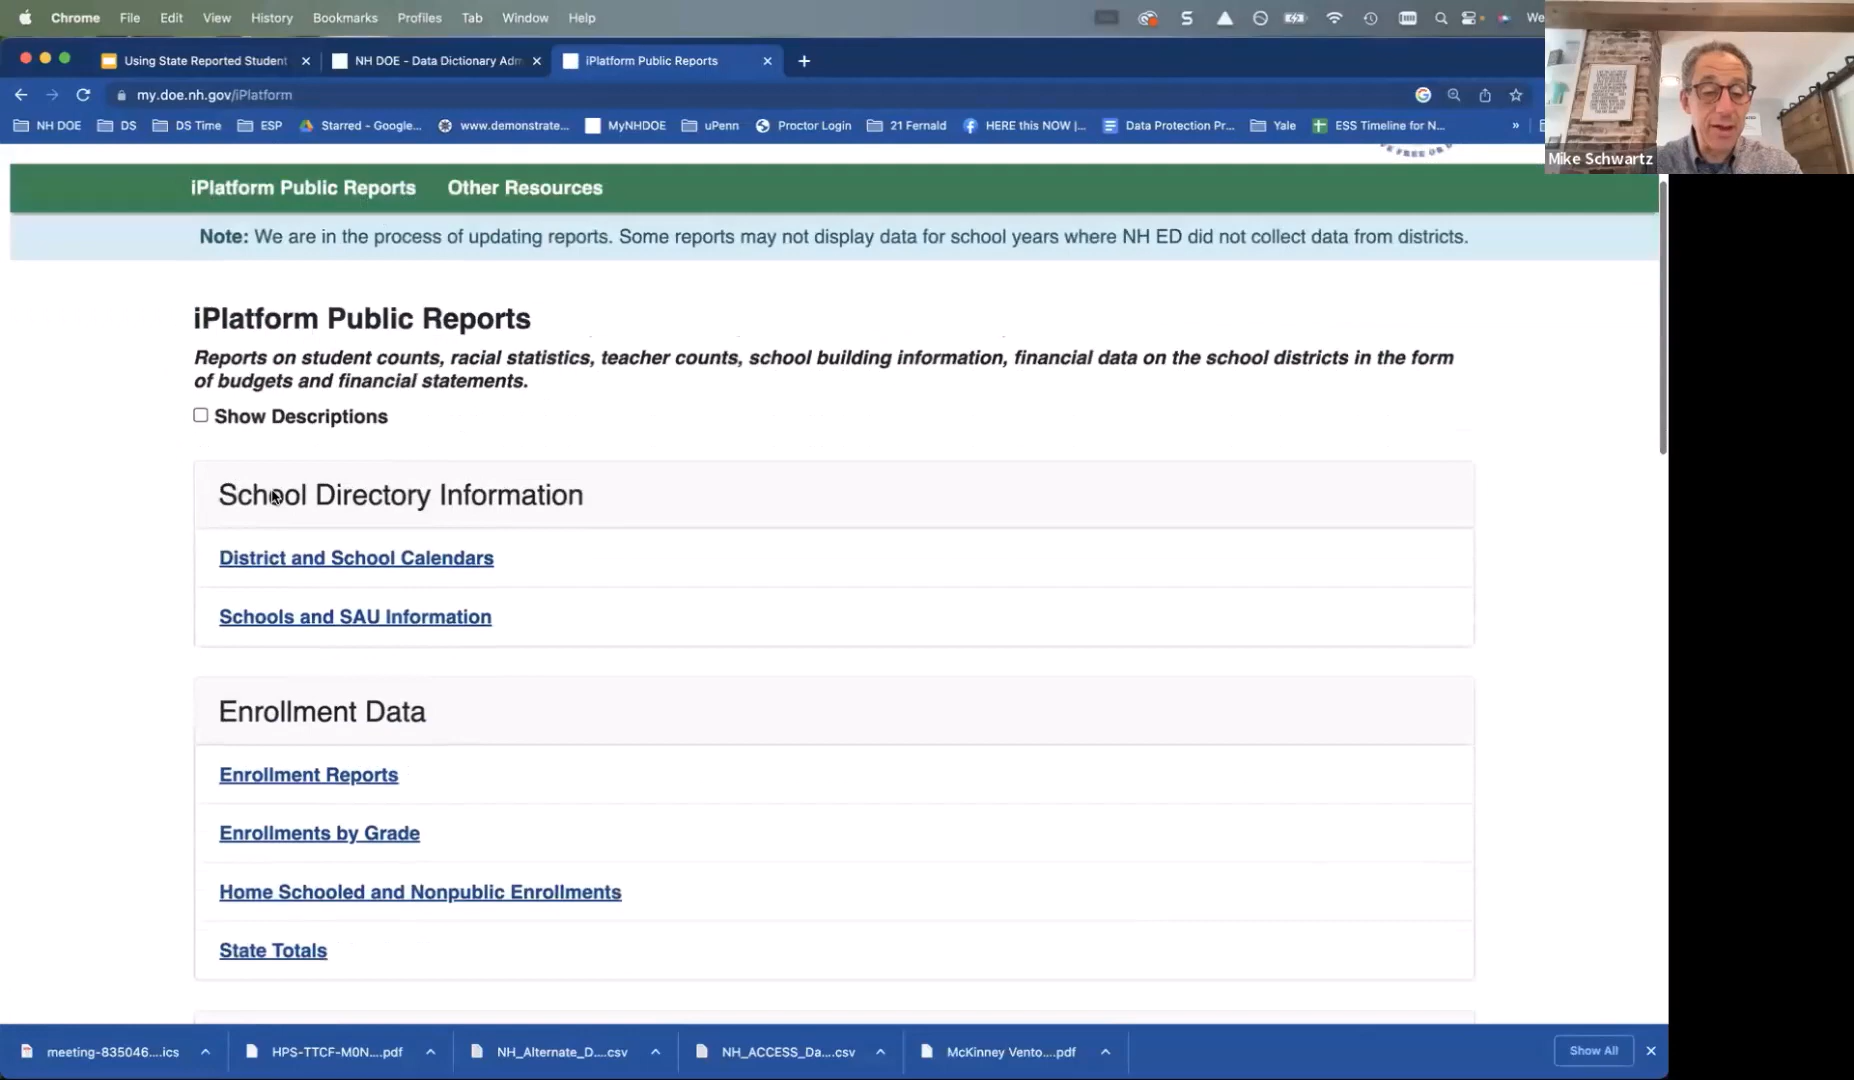 Chrome File Edit View History Bookmarks Profiles Tab Window Help We
Using State Reported Student NH DOE - Data Dictionary Adm iPlatform Public Reports
my.doe.nh.gov/iPlatform
NH DOE DS DS Time ESP Starred - Google... www.demonstrate... MyNHDOE uPenn Proctor Login 21 Fernald HERE this NOW |... Data Protection Pr... Yale ESS Timeline for N... »
Mike Schwartz
iPlatform Public Reports Other Resources
Note: We are in the process of updating reports. Some reports may not display data for school years where NH ED did not collect data from districts.
iPlatform Public Reports
Reports on student counts, racial statistics, teacher counts, school building information, financial data on the school districts in the form
of budgets and financial statements.
Show Descriptions
School Directory Information
District and School Calendars
Schools and SAU Information
Enrollment Data
Enrollment Reports
Enrollments by Grade
Home Schooled and Nonpublic Enrollments
State Totals
meeting-835046....ics HPS-TTCF-M0N....pdf NH_Alternate_D....csv NH_ACCESS_Da....csv McKinney Vento....pdf Show All